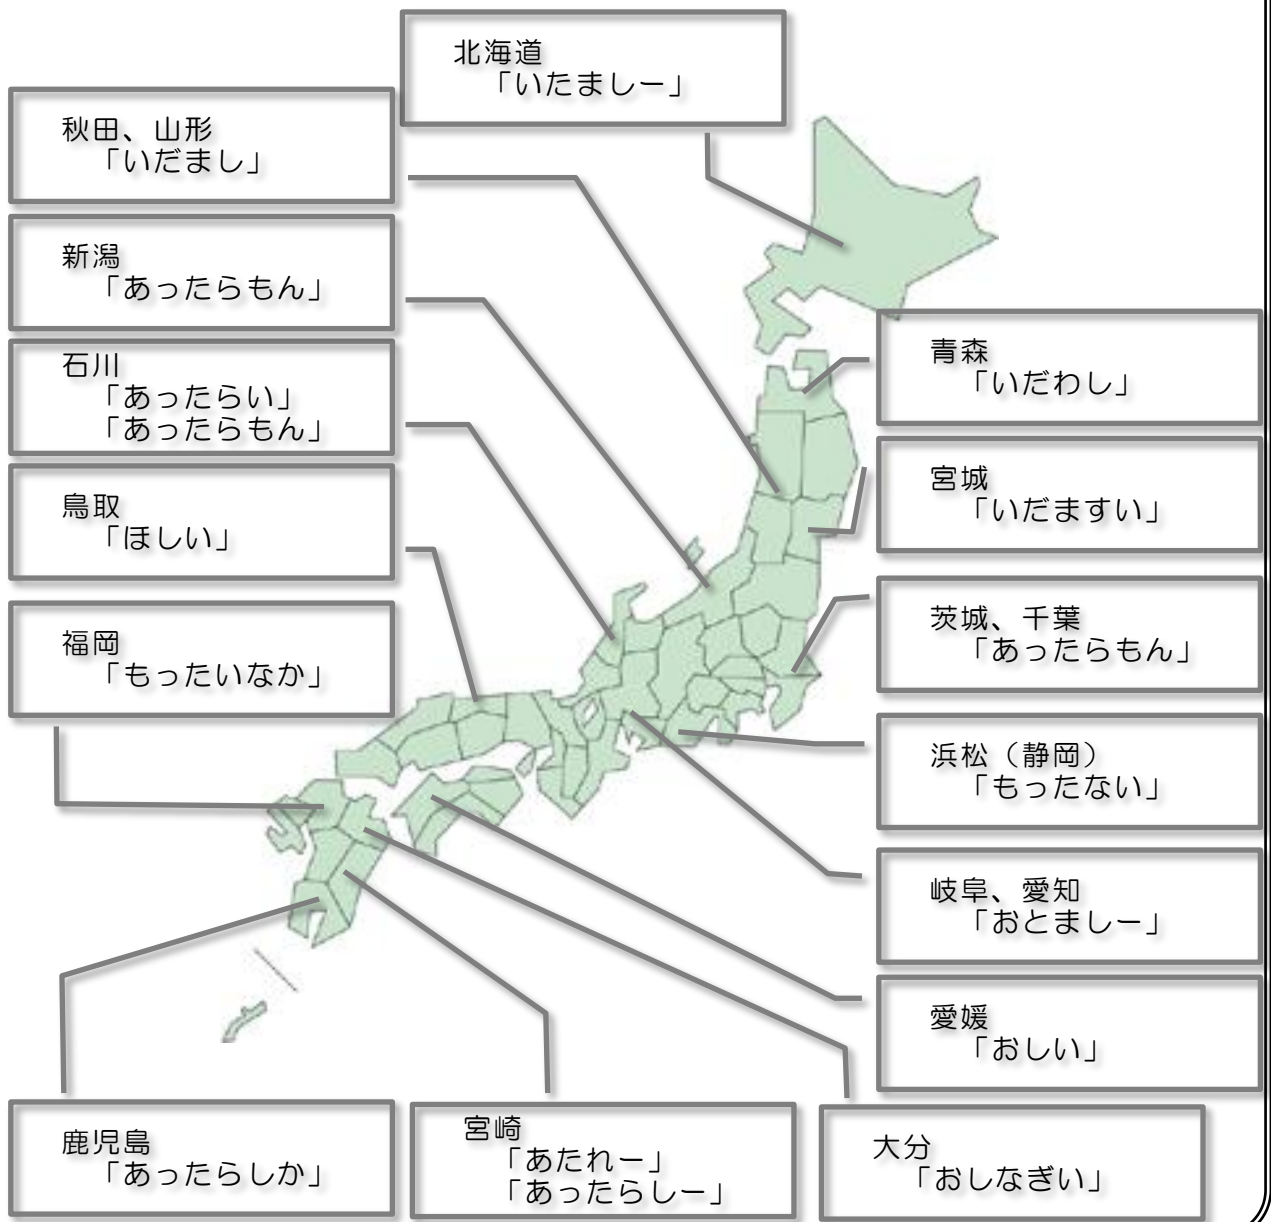 北海道
「いたましー」
秋田、山形
「いだまし」
新潟
「あったらもん」
石川
「あったらい」
「あったらもん」
鳥取
「ほしい」
福岡
「もったいなか」
青森
「いだわし」
宮城
「いだますい」
茨城、千葉
「あったらもん」
浜松（静岡）
「もったない」
岐阜、愛知
「おとましー」
愛媛
「おしい」
鹿児島
「あったらしか」
宮崎
「あたれー」
「あったらしー」
大分
「おしなぎい」